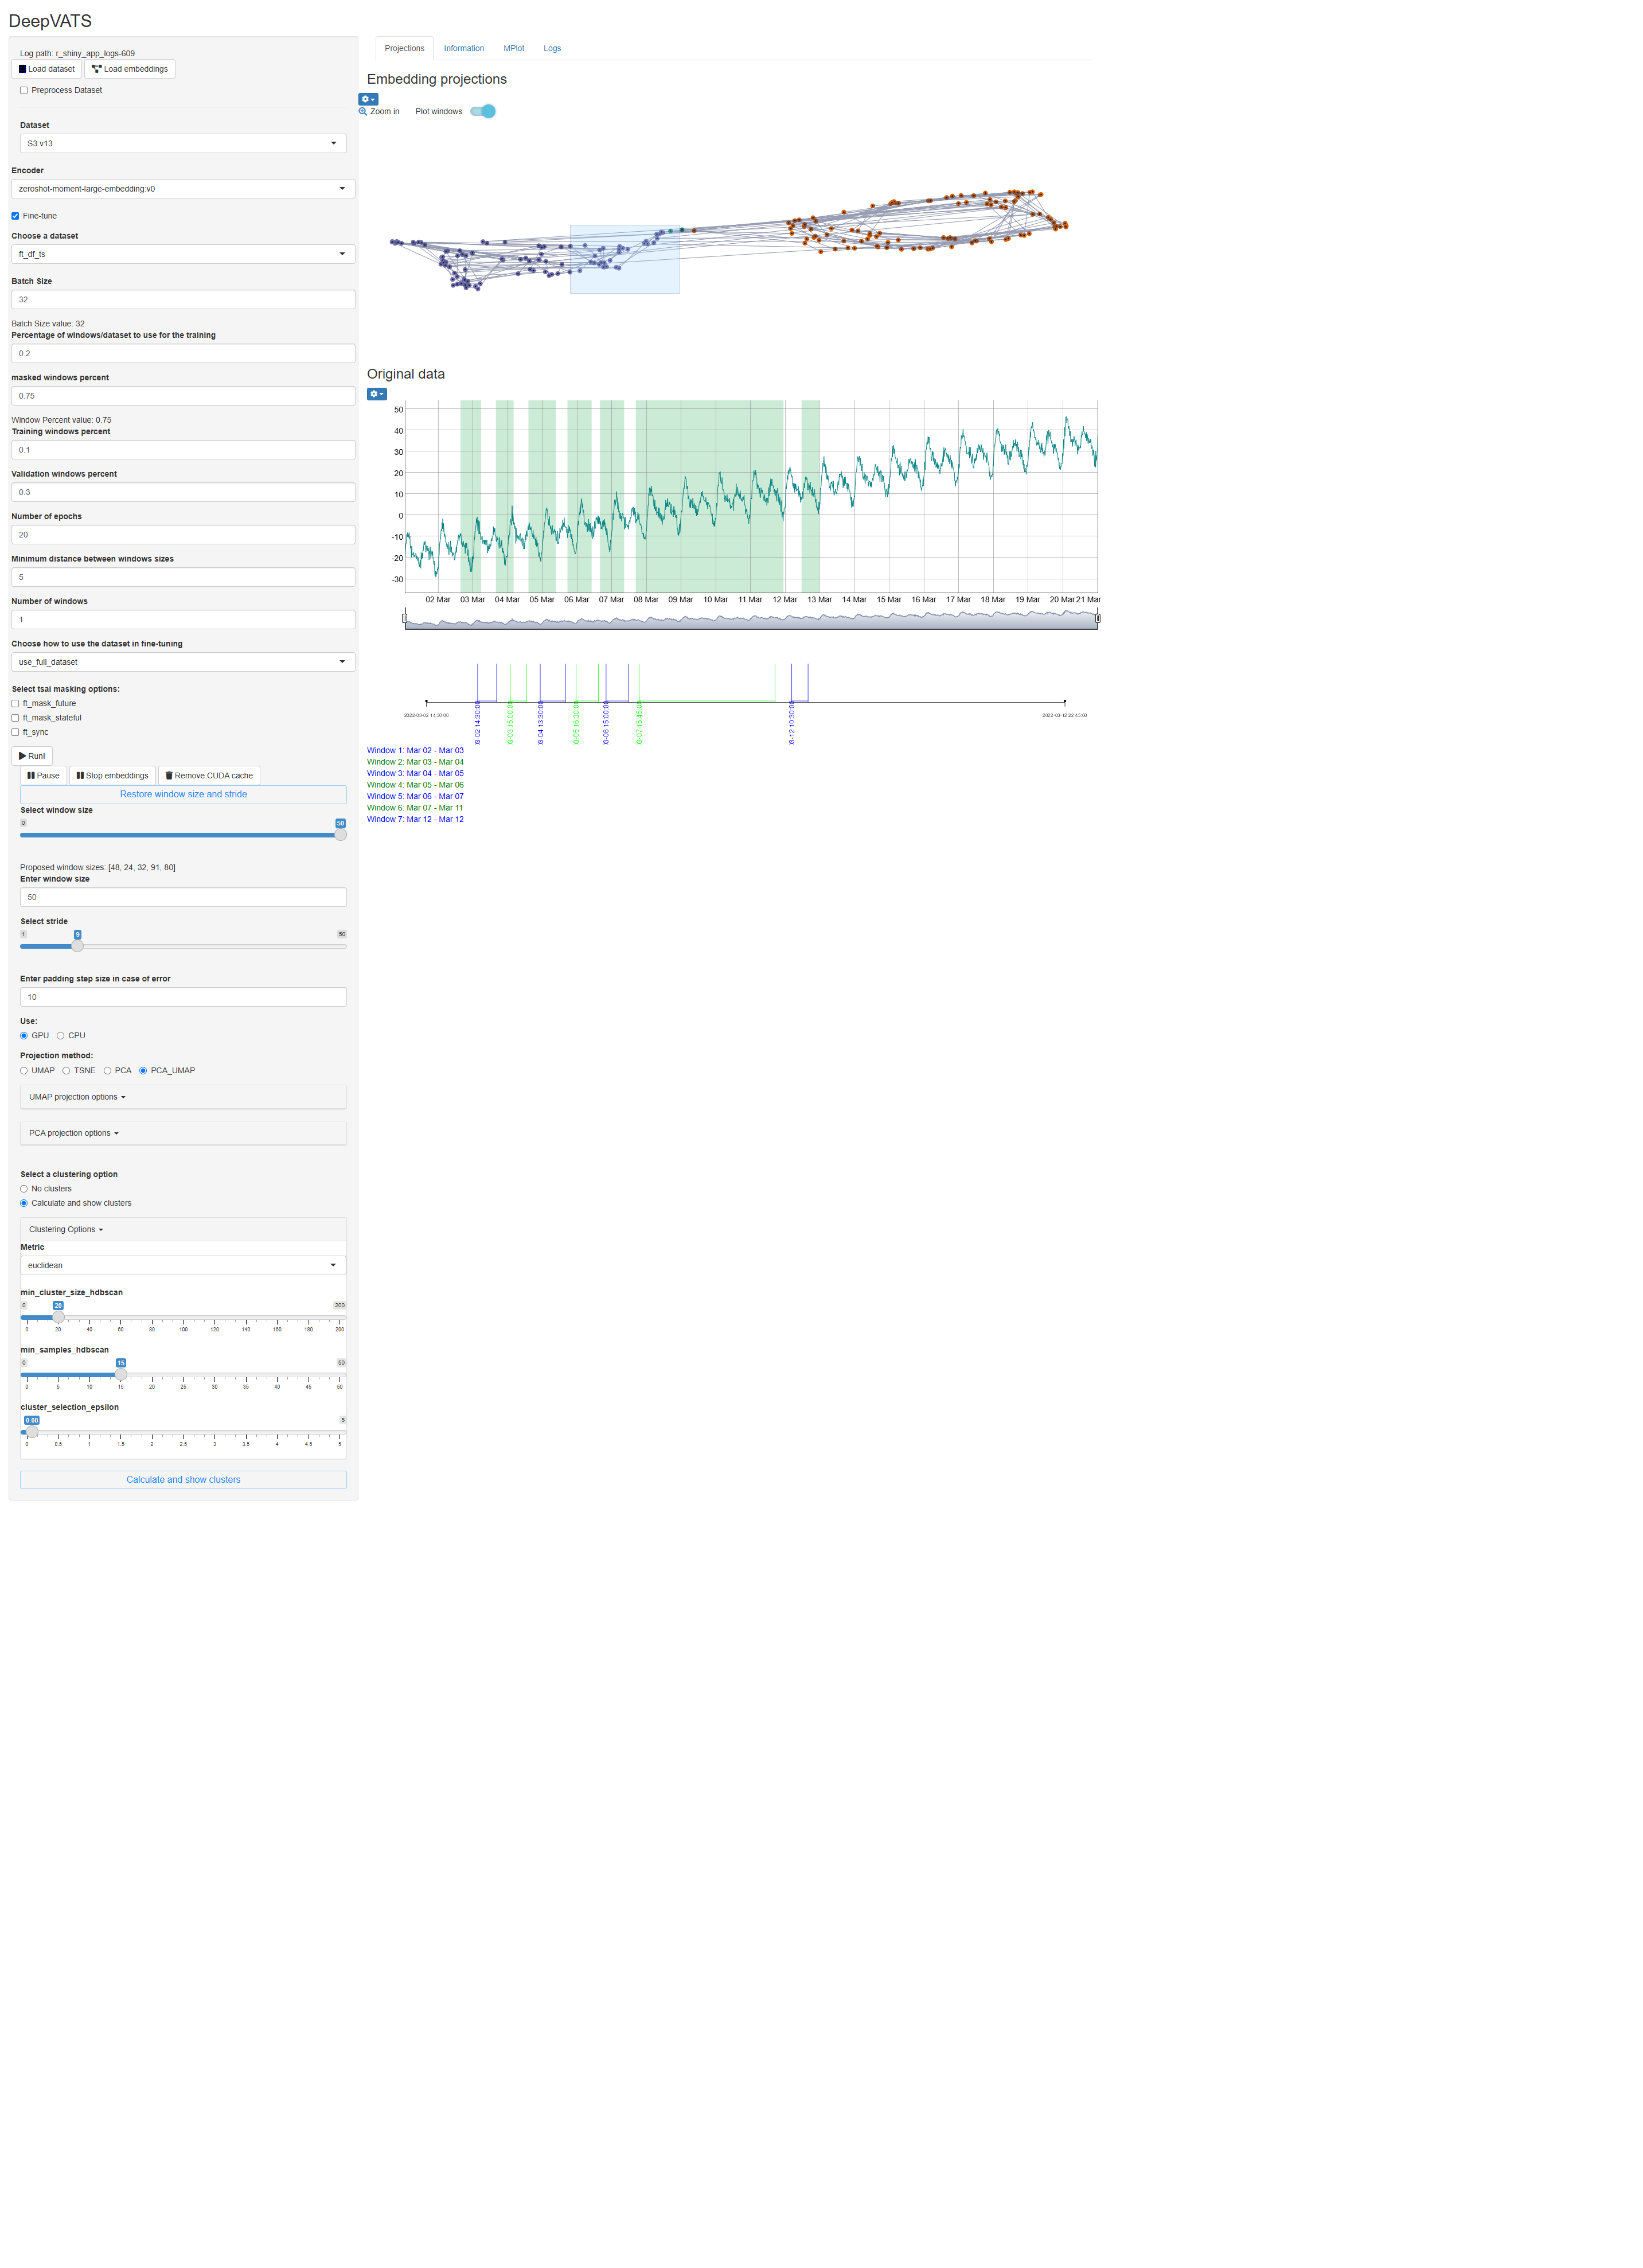 DeepVATS
Log path: r_shiny_app_logs-609
Load dataset Load embeddings
Preprocess Dataset
Dataset
S3:v13
Encoder
zeroshot-moment-large-embedding:v0
Fine-tune
Choose a dataset
ft_df_ts
Batch Size
32
Batch Size value: 32
Percentage of windows/dataset to use for the training
0.2
masked windows percent
0.75
Window Percent value: 0.75
Training windows percent
0.1
Validation windows percent
0.3
Number of epochs
20
Minimum distance between windows sizes
5
Number of windows
1
Choose how to use the dataset in fine-tuning
use_full_dataset
Select tsai masking options:
ft_mask_future
ft_mask_stateful
ft_sync
Run!
Pause Stop embeddings Remove CUDA cache
Restore window size and stride
Select window size
0 50
Proposed window sizes: [48, 24, 32, 91, 80]
Enter window size
50
Select stride
1 9 50
Enter padding step size in case of error
10
Use:
GPU CPU
Projection method:
UMAP TSNE PCA PCA_UMAP
UMAP projection options
PCA projection options
Select a clustering option
No clusters
Calculate and show clusters
Clustering Options
Metric
euclidean
min_cluster_size_hdbscan
0 20 200
0 20 40 60 80 100 120 140 160 180 200
min_samples_hdbscan
0 15 50
0 5 10 15 20 25 30 35 40 45 50
cluster_selection_epsilon
0.08 5
0 0.5 1 1.5 2 2.5 3 3.5 4 4.5 5
Calculate and show clusters
Projections Information MPlot Logs
Embedding projections
Zoom in Plot windows
Original data
50
40
30
20
10
0
-10
-20
-30
02 Mar 03 Mar 04 Mar 05 Mar 06 Mar 07 Mar 08 Mar 09 Mar 10 Mar 11 Mar 12 Mar 13 Mar 14 Mar 15 Mar 16 Mar 17 Mar 18 Mar 19 Mar 20 Mar 21 Mar
2022-03-02 14:30:00
3-02 14:30:00
3-03 15:00:00
3-04 13:30:00
3-05 16:30:00
3-06 15:00:00
3-07 15:45:00
3-12 10:30:00
2022-03-12 22:45:00
Window 1: Mar 02 - Mar 03
Window 2: Mar 03 - Mar 04
Window 3: Mar 04 - Mar 05
Window 4: Mar 05 - Mar 06
Window 5: Mar 06 - Mar 07
Window 6: Mar 07 - Mar 11
Window 7: Mar 12 - Mar 12